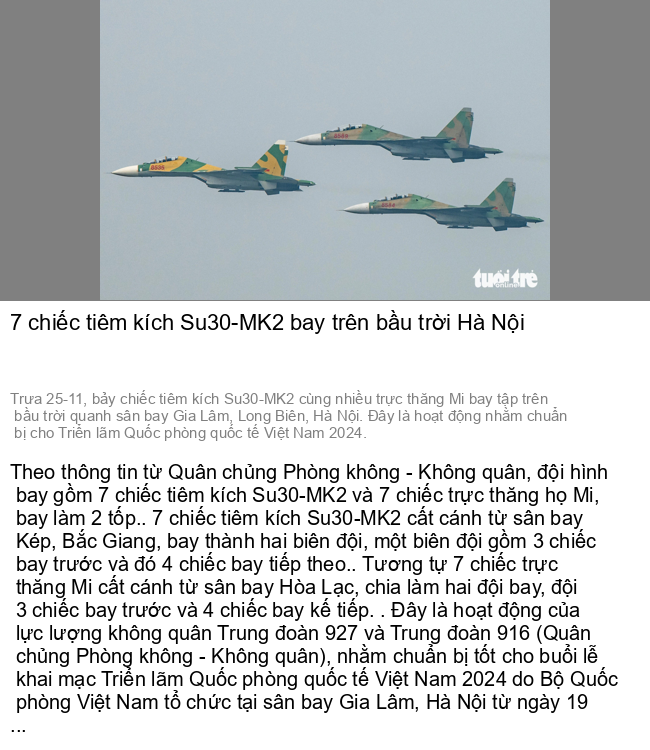 8686
8584
tuổi trẻ
online
7 chiếc tiêm kích Su30-MK2 bay trên bầu trời Hà Nội
Trưa 25-11, bảy chiếc tiêm kích Su30-MK2 cùng nhiều trực thăng Mi bay tập trên
bầu trời quanh sân bay Gia Lâm, Long Biên, Hà Nội. Đây là hoạt động nhằm chuẩn
bị cho Triển lãm Quốc phòng quốc tế Việt Nam 2024.
Theo thông tin từ Quân chủng Phòng không - Không quân, đội hình
bay gồm 7 chiếc tiêm kích Su30-MK2 và 7 chiếc trực thăng họ Mi,
bay làm 2 tốp.. 7 chiếc tiêm kích Su30-MK2 cất cánh từ sân bay
Kép, Bắc Giang, bay thành hai biên đội, một biên đội gồm 3 chiếc
bay trước và đó 4 chiếc bay tiếp theo.. Tương tự 7 chiếc trực
thăng Mi cất cánh từ sân bay Hòa Lạc, chia làm hai đội bay, đội
3 chiếc bay trước và 4 chiếc bay kế tiếp. . Đây là hoạt động của
lực lượng không quân Trung đoàn 927 và Trung đoàn 916 (Quân
chủng Phòng không - Không quân), nhằm chuẩn bị tốt cho buổi lễ
khai mạc Triển lãm Quốc phòng quốc tế Việt Nam 2024 do Bộ Quốc
phòng Việt Nam tổ chức tại sân bay Gia Lâm, Hà Nội từ ngày 19
...